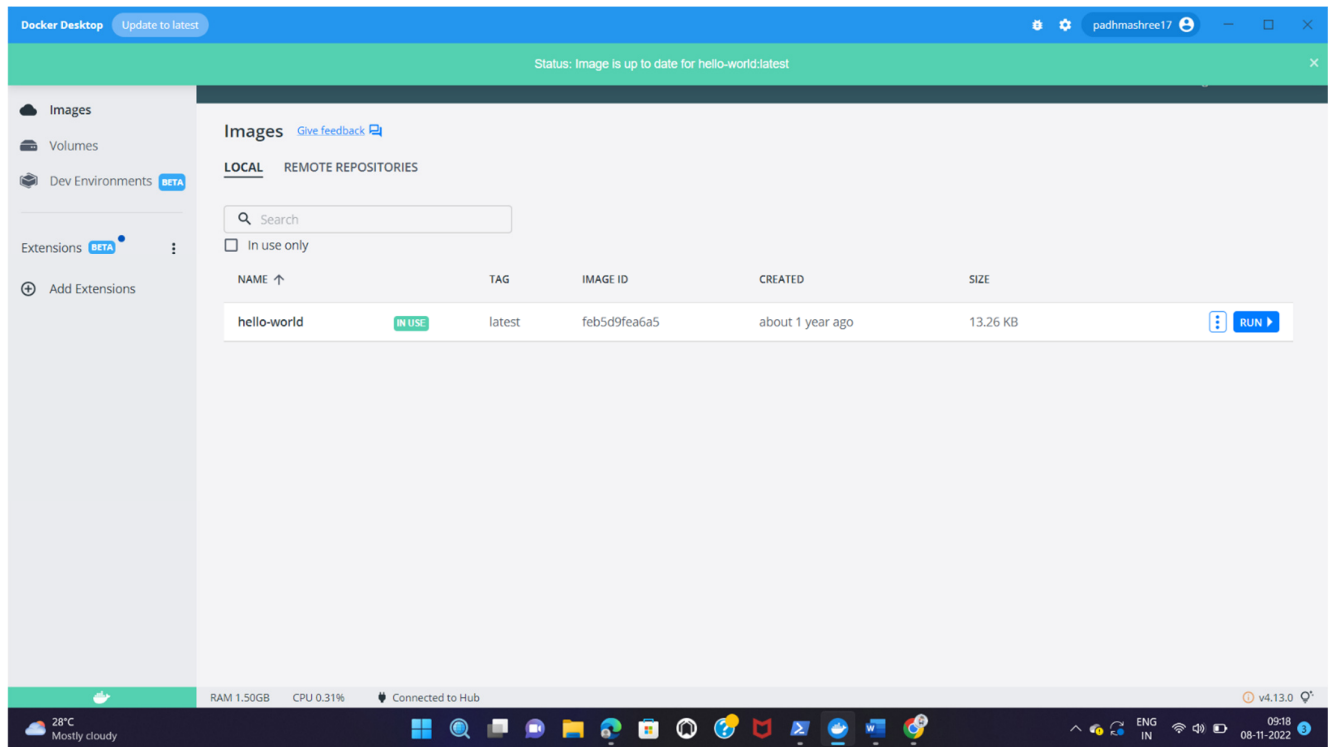 Docker Desktop Update to latest padhmashree17
Status: Image is up to date for hello-world:latest
Images
Volumes
Dev Environments BETA
Extensions BETA
Add Extensions
Images Give feedback
LOCAL REMOTE REPOSITORIES
Search
In use only
NAME TAG IMAGE ID CREATED SIZE
hello-world IN USE latest feb5d9fea6a5 about 1 year ago 13.26 KB RUN
RAM 1.50GB CPU 0.31% Connected to Hub v4.13.0
28°C
Mostly cloudy
ENG
IN
09:18
08-11-2022
3